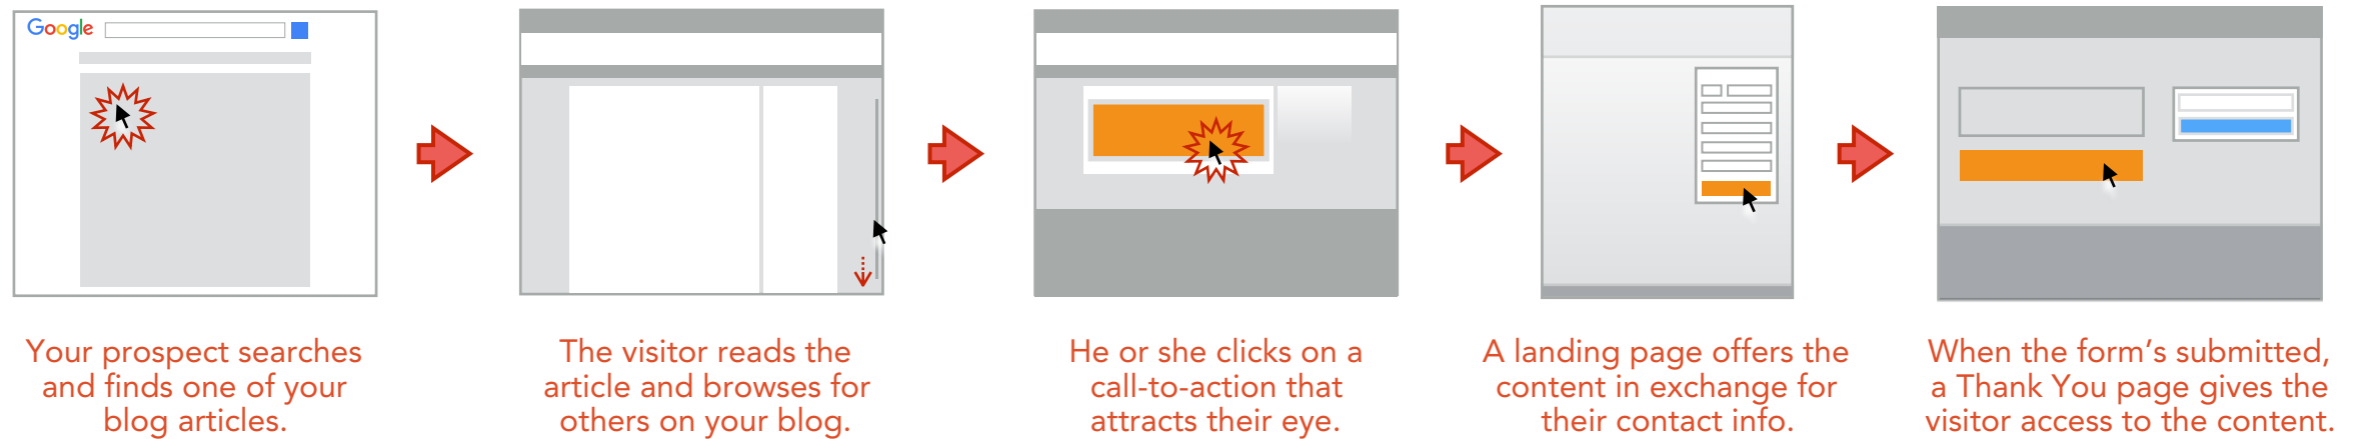 Google
Your prospect searches
and finds one of your
blog articles.
The visitor reads the
article and browses for
others on your blog.
He or she clicks on a
call-to-action that
attracts their eye.
A landing page offers the
content in exchange for
their contact info.
When the form’s submitted,
a Thank You page gives the
visitor access to the content.